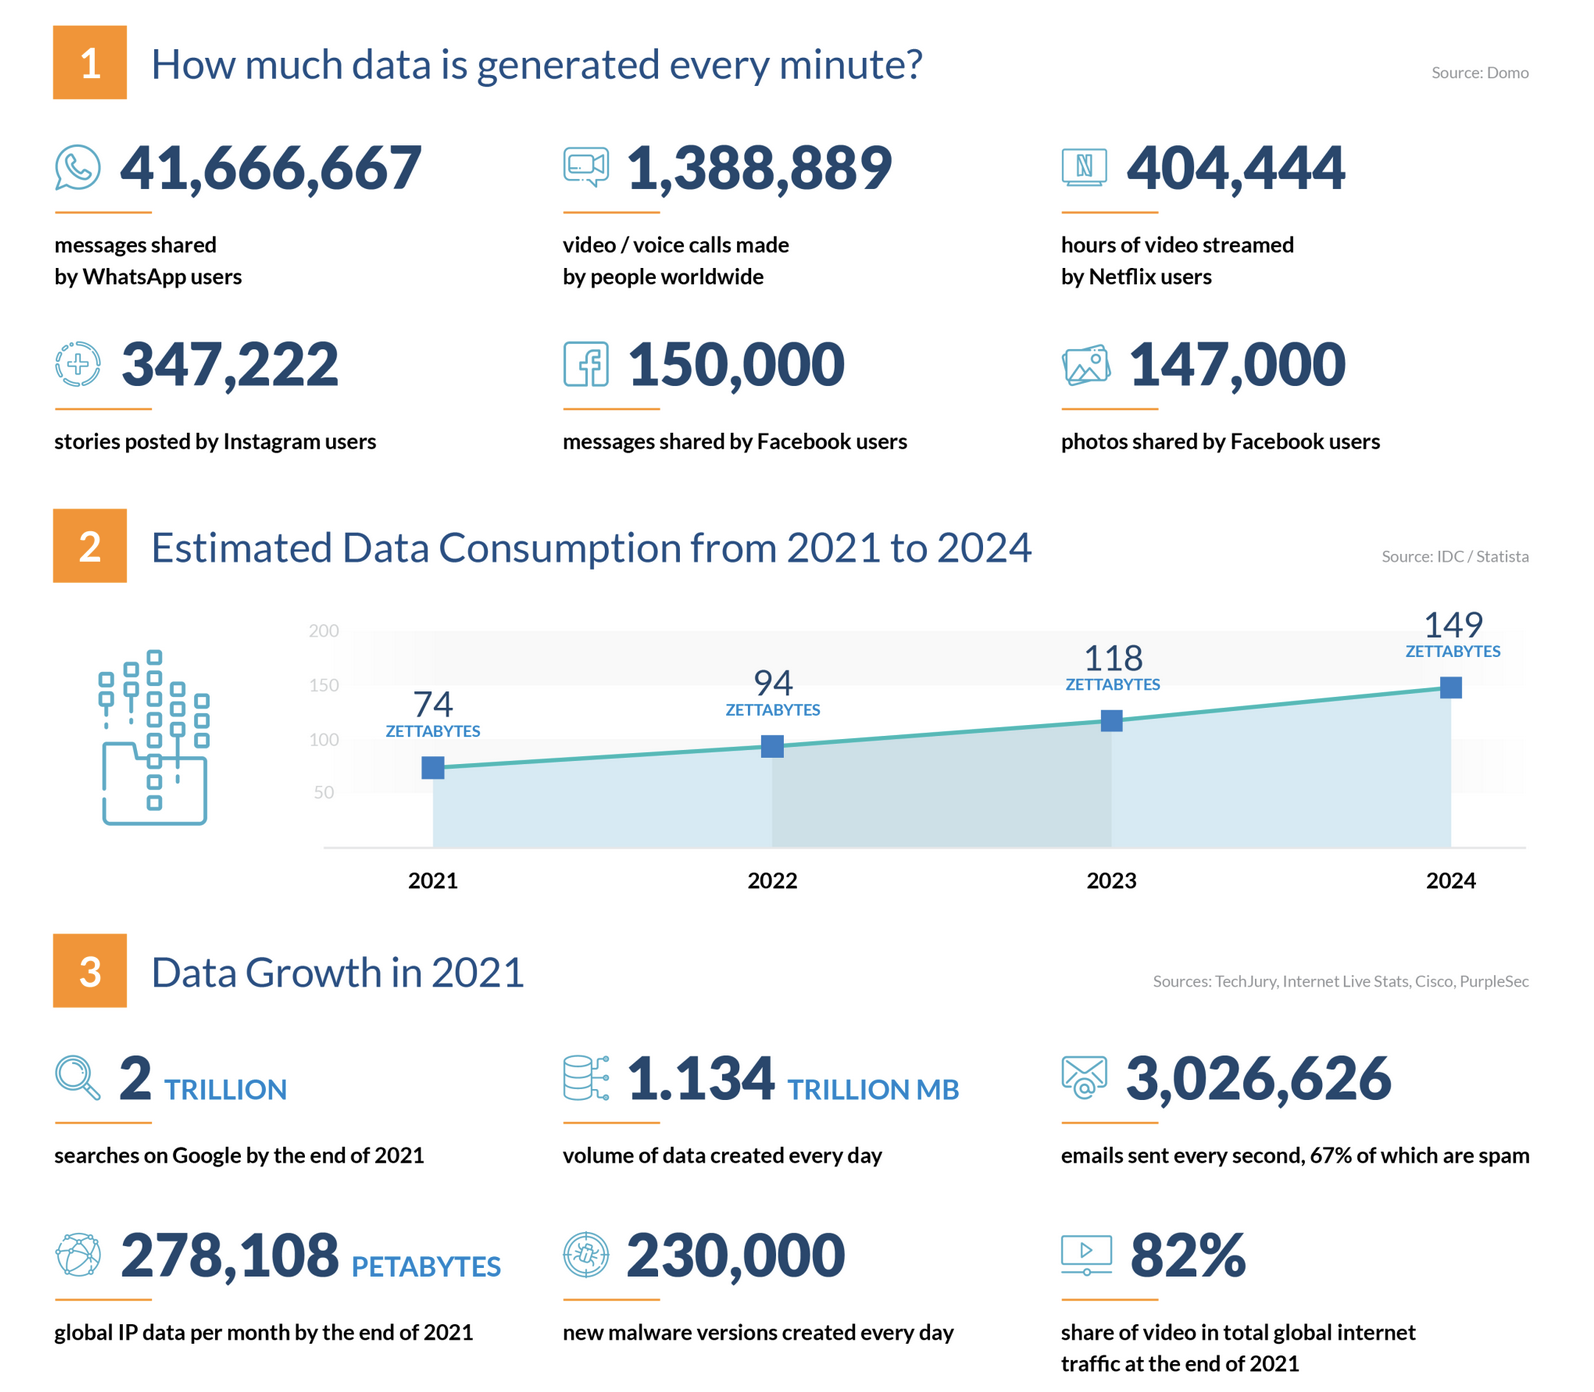 1 How much data is generated every minute?
Source: Domo
41,666,667
messages shared
by WhatsApp users
1,388,889
video / voice calls made
by people worldwide
N 404,444
hours of video streamed
by Netflix users
347,222
stories posted by Instagram users
150,000
messages shared by Facebook users
147,000
photos shared by Facebook users
2 Estimated Data Consumption from 2021 to 2024
Source: IDC / Statista
200
150
100
50
74
ZETTABYTES
94
ZETTABYTES
118
ZETTABYTES
149
ZETTABYTES
2021 2022 2023 2024
3 Data Growth in 2021
Sources: TechJury, Internet Live Stats, Cisco, PurpleSec
2 TRILLION
searches on Google by the end of 2021
1.134 TRILLION MB
volume of data created every day
@ 3,026,626
emails sent every second, 67% of which are spam
278,108 PETABYTES
global IP data per month by the end of 2021
230,000
new malware versions created every day
82%
share of video in total global internet
traffic at the end of 2021